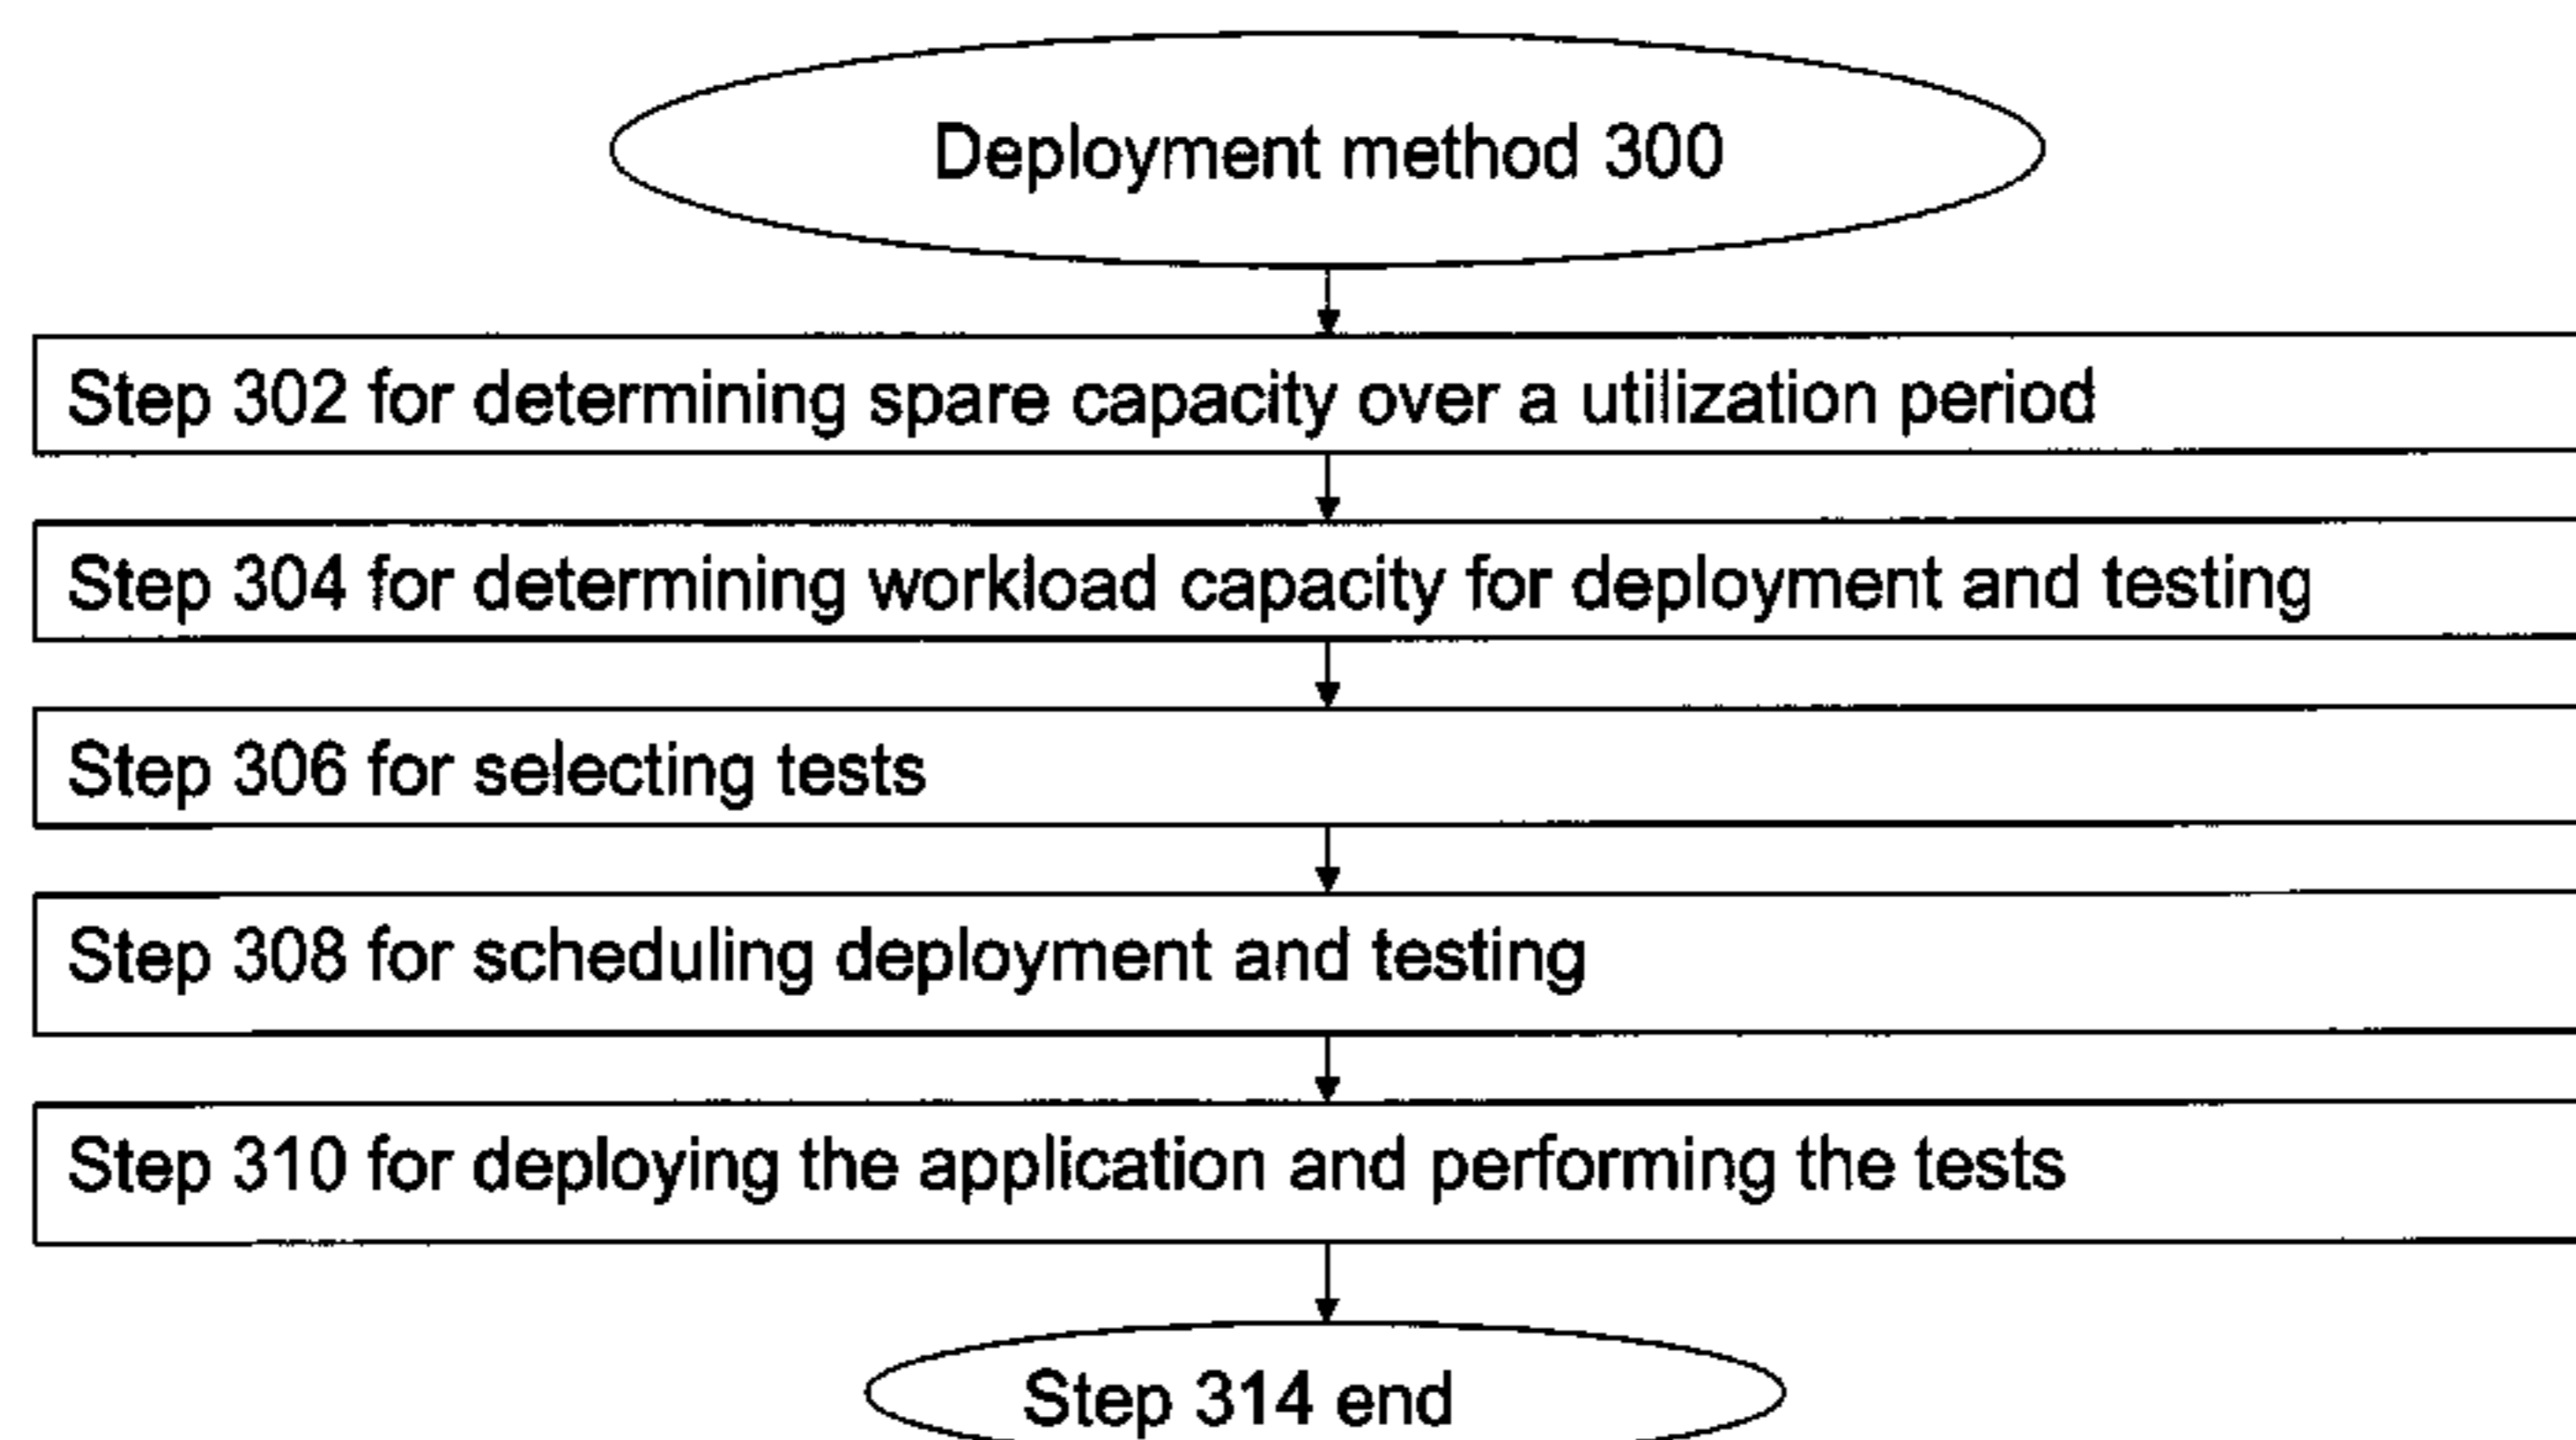 Deployment method 300
Step 302 for determining spare capacity over a utilization period
Step 304 for determining workload capacity for deployment and testing
Step 306 for selecting tests
Step 308 for scheduling deployment and testing
Step 310 for deploying the application and performing the tests
Step 314 end